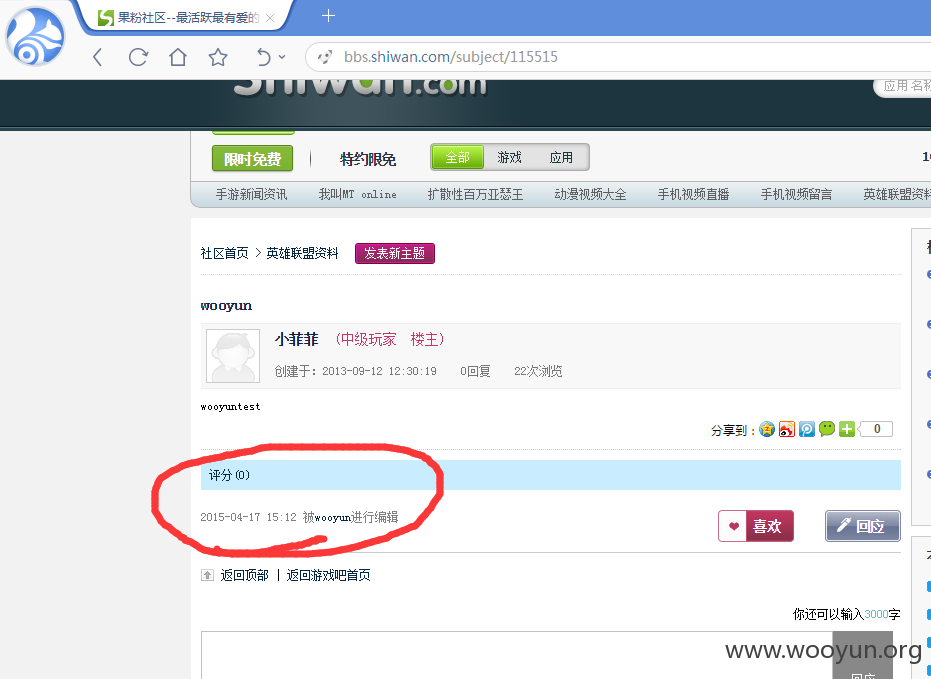 果粉社区--最活跃最有爱的
bbs.shiwan.com/subject/115515
shiwan.com
应用名称
限时免费
特约限免
全部
游戏
应用
手游新闻资讯
我叫MT online
扩散性百万亚瑟王
动漫视频大全
手机视频直播
手机视频留言
英雄联盟资料
社区首页 > 英雄联盟资料
发表新主题
wooyun
小菲菲 (中级玩家 楼主)
创建于：2013-09-12 12:30:19 0回复 22次浏览
wooyuntest
分享到：
0
评分(0)
2015-04-17 15:12 被wooyun进行编辑
喜欢
回应
返回顶部 | 返回游戏吧首页
你还可以输入3000字
www.wooyun.org
回应